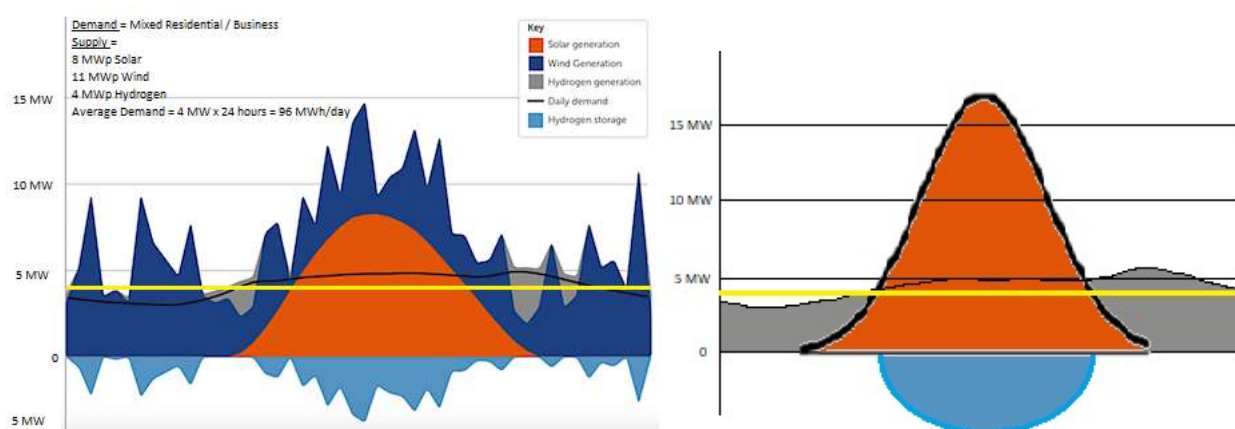 Demand = Mixed Residential / Business
Supply =
8 MWp Solar
11 MWp Wind
4 MWp Hydrogen
Average Demand = 4 MW x 24 hours = 96 MWh/day
Key
Solar generation
Wind Generation
Hydrogen generation
Daily demand
Hydrogen storage
15 MW
10 MW
5 MW
0
5 MW
15 MW
10 MW
5 MW
0